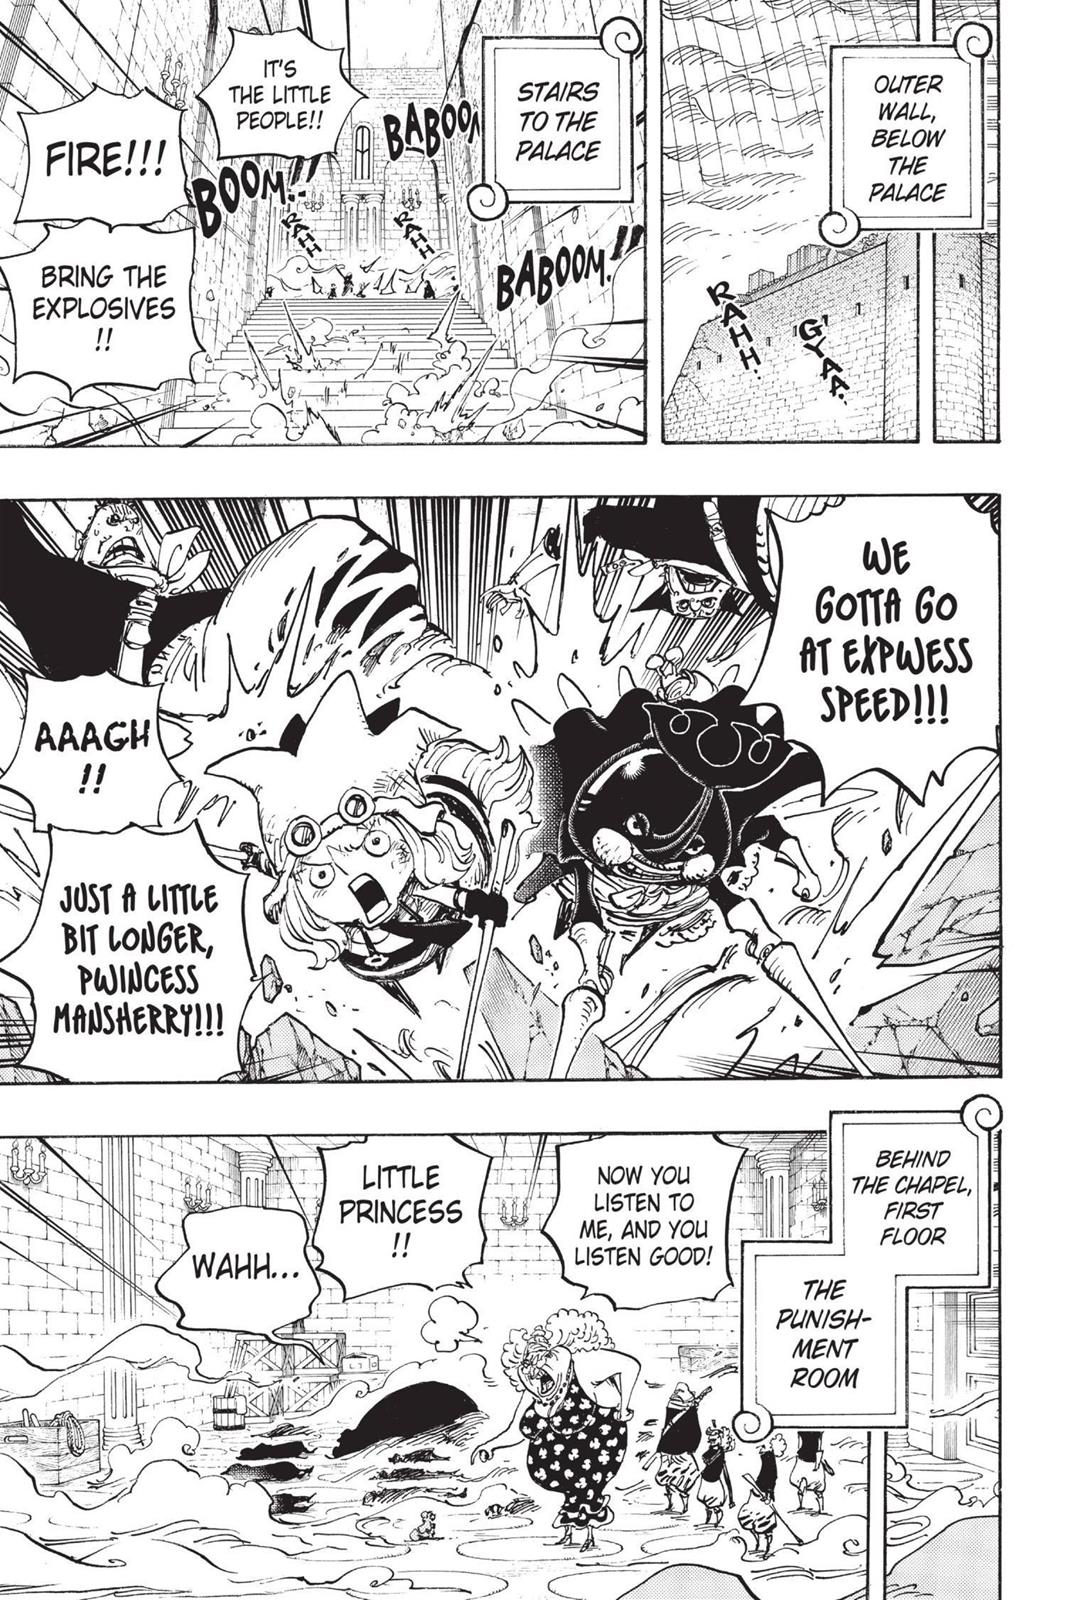 OUTER
WALL,
BELOW
THE
PALACE
RAHH!
GYAA.
STAIRS
TO THE
PALACE
BABOOM
BABOOM!!
IT'S
THE LITTLE
PEOPLE!!
BOOM!!
RAHH
RAHH
FIRE!!!
BRING THE
EXPLOSIVES
!!
WE
GOTTA GO
AT EXPWESS
SPEED!!!
AAAGH
!!
JUST A LITTLE
BIT LONGER,
PWINCESS
MANSHERRY!!!
BEHIND
THE CHAPEL,
FIRST
FLOOR
THE
PUNISH-
MENT
ROOM
NOW YOU
LISTEN TO
ME, AND YOU
LISTEN GOOD!
LITTLE
PRINCESS
!!
WAHH...